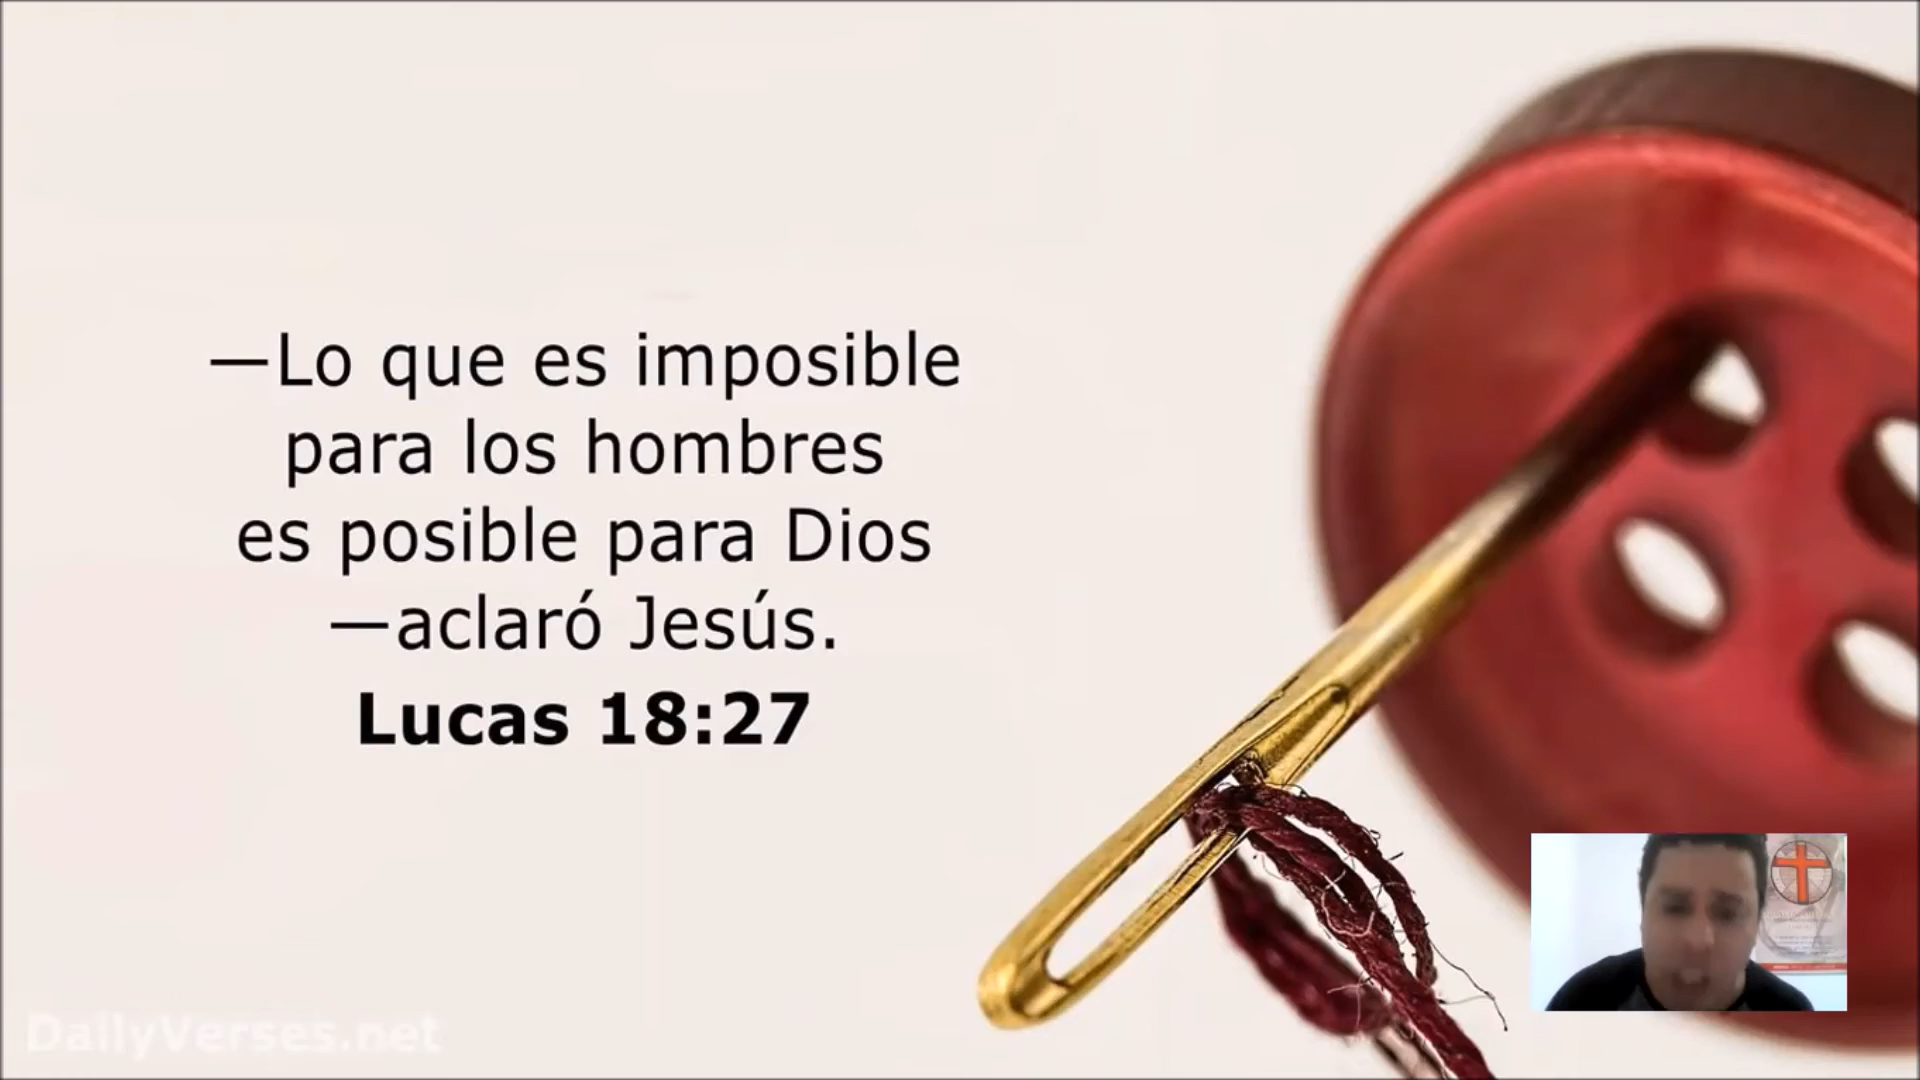 —Lo que es imposible
para los hombres
es posible para Dios
—aclaró Jesús.
Lucas 18:27
DailyVerses.net